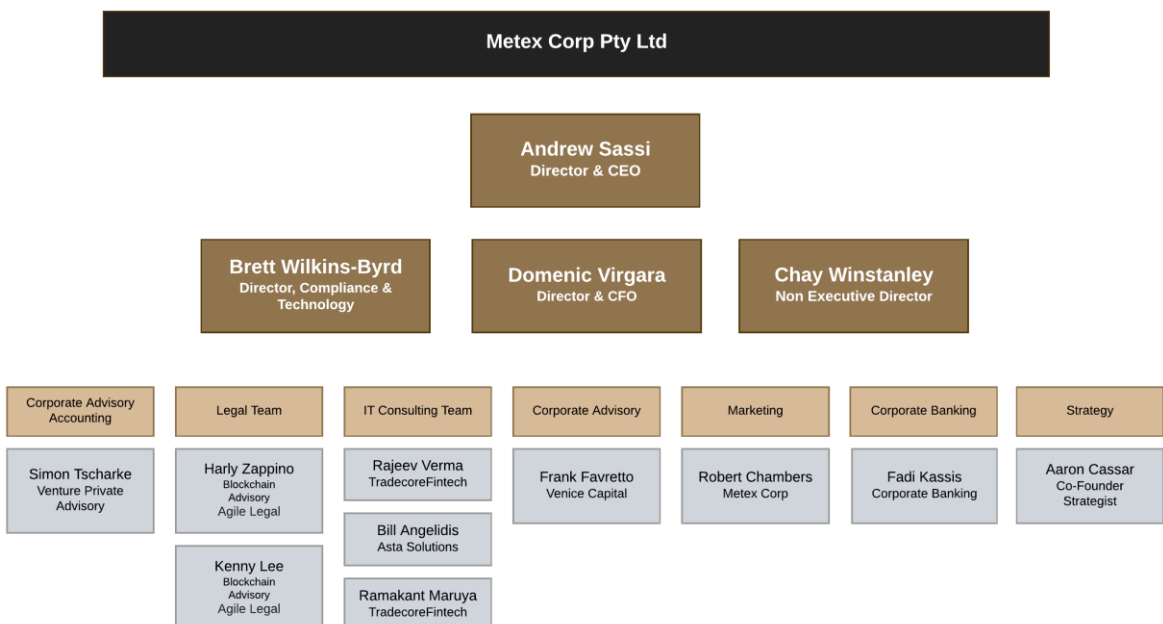 Metex Corp Pty Ltd
Andrew Sassi
Director & CEO
Brett Wilkins-Byrd
Director, Compliance &
Technology
Domenic Virgara
Director & CFO
Chay Winstanley
Non Executive Director
Corporate Advisory
Accounting
Legal Team
IT Consulting Team
Corporate Advisory
Marketing
Corporate Banking
Strategy
Simon Tscharke
Venture Private
Advisory
Harly Zappino
Blockchain
Advisory
Agile Legal
Kenny Lee
Blockchain
Advisory
Agile Legal
Rajeev Verma
TradecoreFintech
Bill Angelidis
Asta Solutions
Ramakant Maruya
TradecoreFintech
Frank Favretto
Venice Capital
Robert Chambers
Metex Corp
Fadi Kassis
Corporate Banking
Aaron Cassar
Co-Founder
Strategist